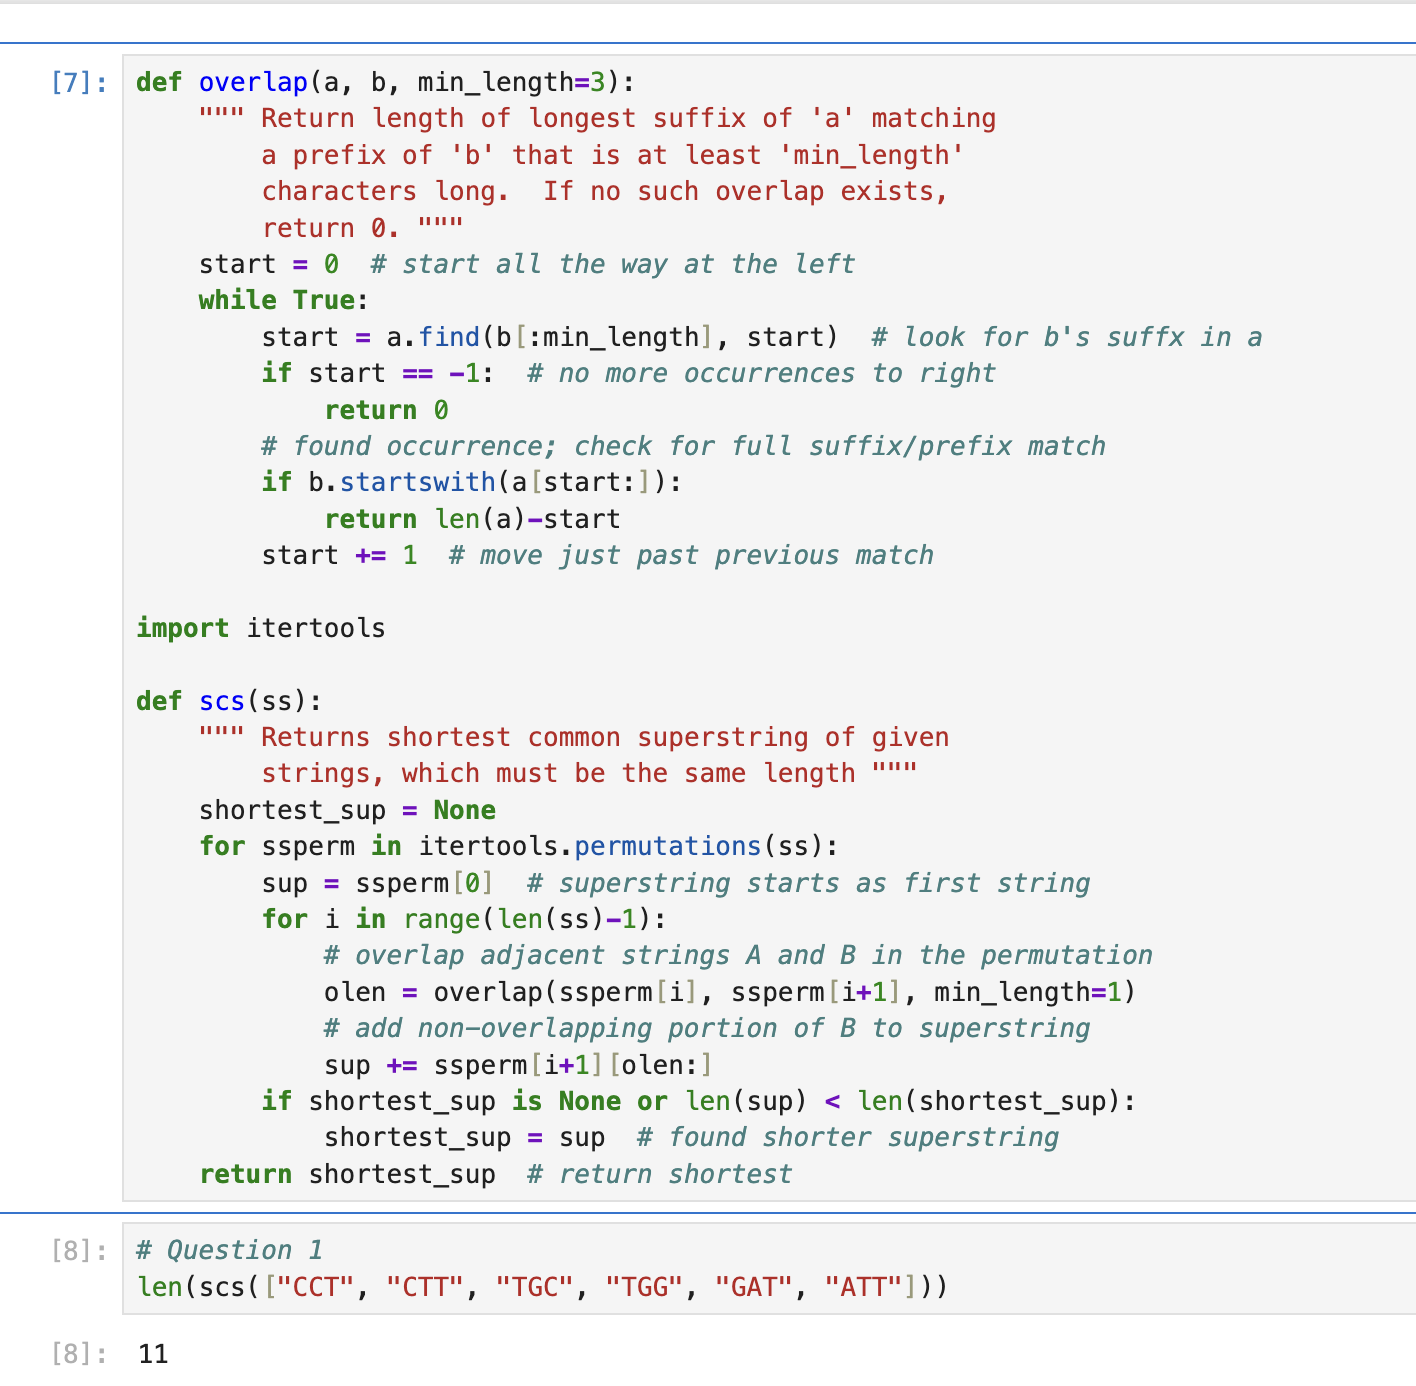 [7]: def overlap(a, b, min_length=3):
    """ Return length of longest suffix of 'a' matching
        a prefix of 'b' that is at least 'min_length'
        characters long.  If no such overlap exists,
        return 0. """
    start = 0  # start all the way at the left
    while True:
        start = a.find(b[:min_length], start)  # look for b's suffx in a
        if start == -1:  # no more occurrences to right
            return 0
        # found occurrence; check for full suffix/prefix match
        if b.startswith(a[start:]):
            return len(a)-start
        start += 1  # move just past previous match

import itertools

def scs(ss):
    """ Returns shortest common superstring of given
        strings, which must be the same length """
    shortest_sup = None
    for ssperm in itertools.permutations(ss):
        sup = ssperm[0]  # superstring starts as first string
        for i in range(len(ss)-1):
            # overlap adjacent strings A and B in the permutation
            olen = overlap(ssperm[i], ssperm[i+1], min_length=1)
            # add non-overlapping portion of B to superstring
            sup += ssperm[i+1][olen:]
        if shortest_sup is None or len(sup) < len(shortest_sup):
            shortest_sup = sup  # found shorter superstring
    return shortest_sup  # return shortest
[8]: # Question 1
len(scs(["CCT", "CTT", "TGC", "TGG", "GAT", "ATT"]))
[8]: 11